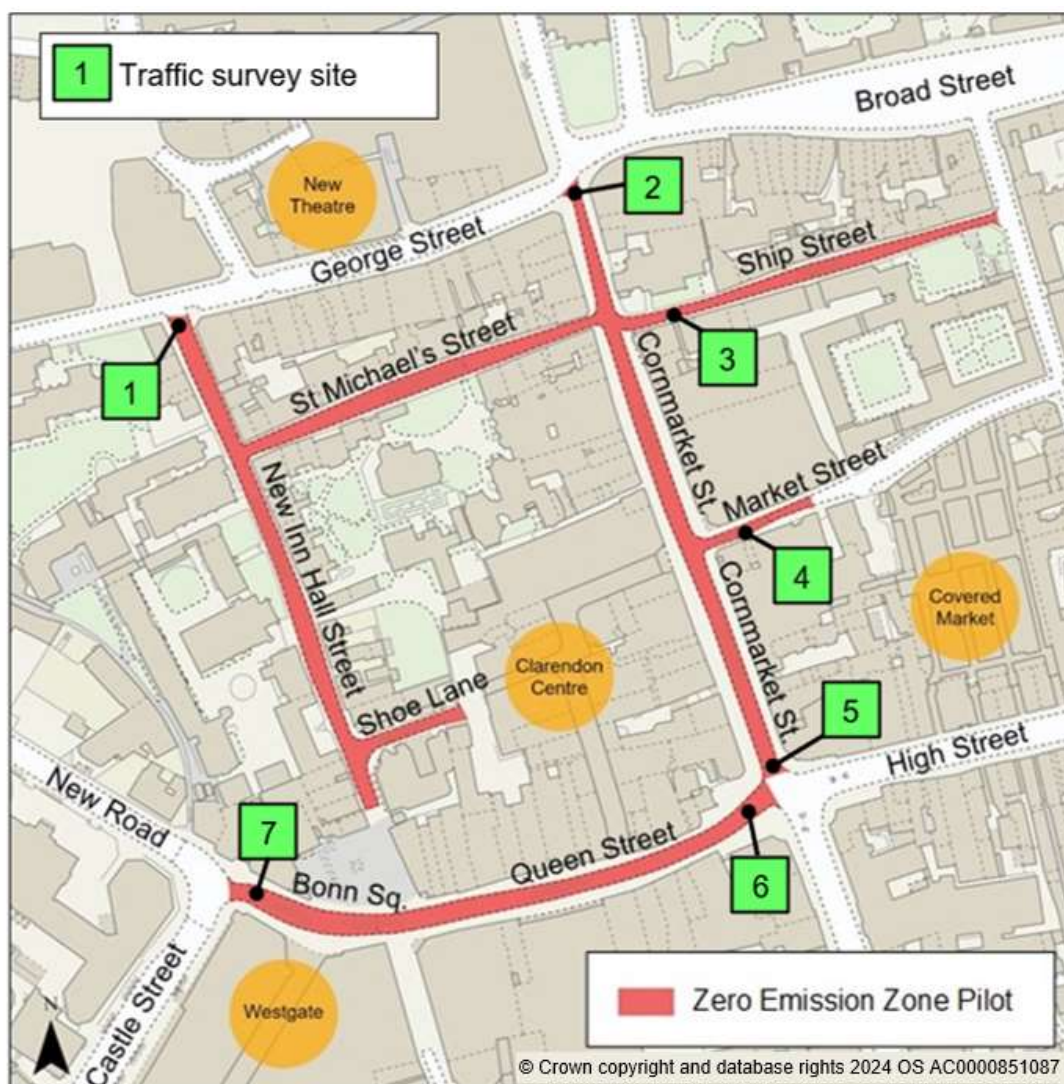 1 Traffic survey site
Broad Street
New
Theatre
2
George Street
Ship Street
3
1
St Michael's Street
Cornmarket St.
Market Street
4
New Inn Hall Street
Covered
Market
Clarendon
Centre
Shoe Lane
Cornmarket St.
5
High Street
New Road
7
Queen Street
6
Bonn Sq.
Castle Street
Westgate
Zero Emission Zone Pilot
N
© Crown copyright and database rights 2024 OS AC0000851087